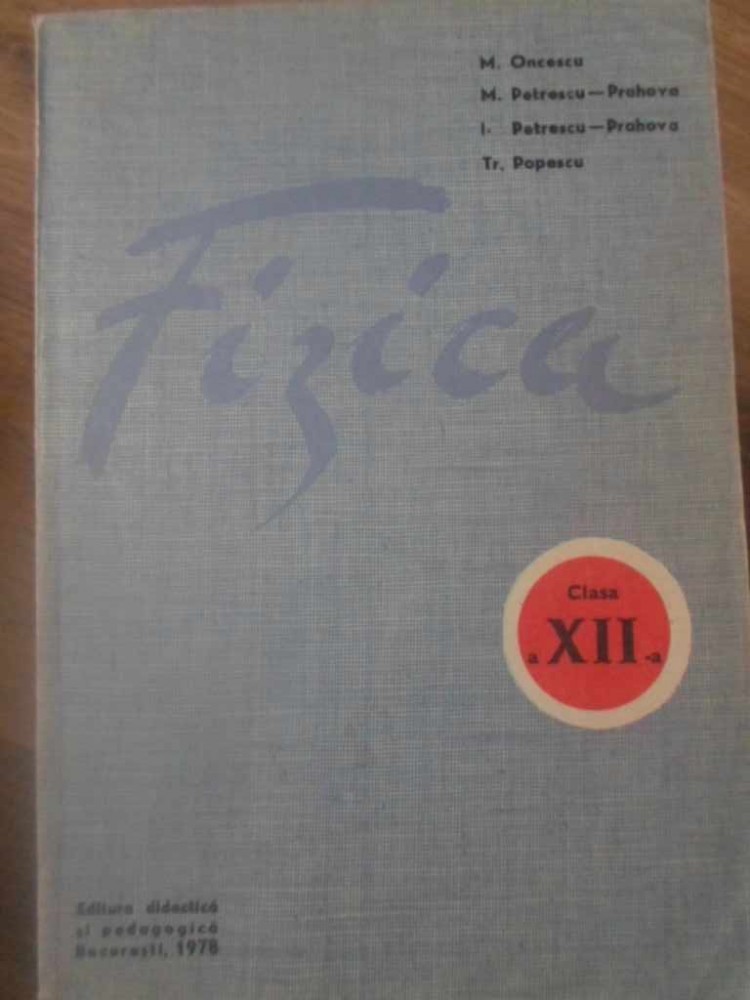 M. Oncescu
M. Petrescu—Prahova
I. Petrescu—Prahova
Tr. Popescu
Fizica
Clasa
a XII-a
Editura didactică
și pedagogică
București, 1978